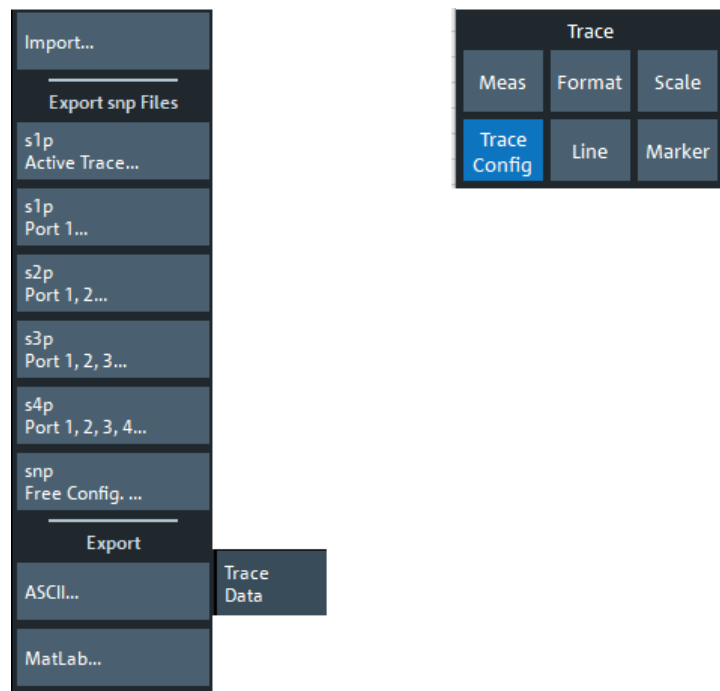 Import...
Export snp Files
s1p
Active Trace...
s1p
Port 1...
s2p
Port 1, 2...
s3p
Port 1, 2, 3...
s4p
Port 1, 2, 3, 4...
snp
Free Config. ...
Export
ASCII...
MatLab...
Trace
Data
Trace
Meas
Format
Scale
Trace
Config
Line
Marker